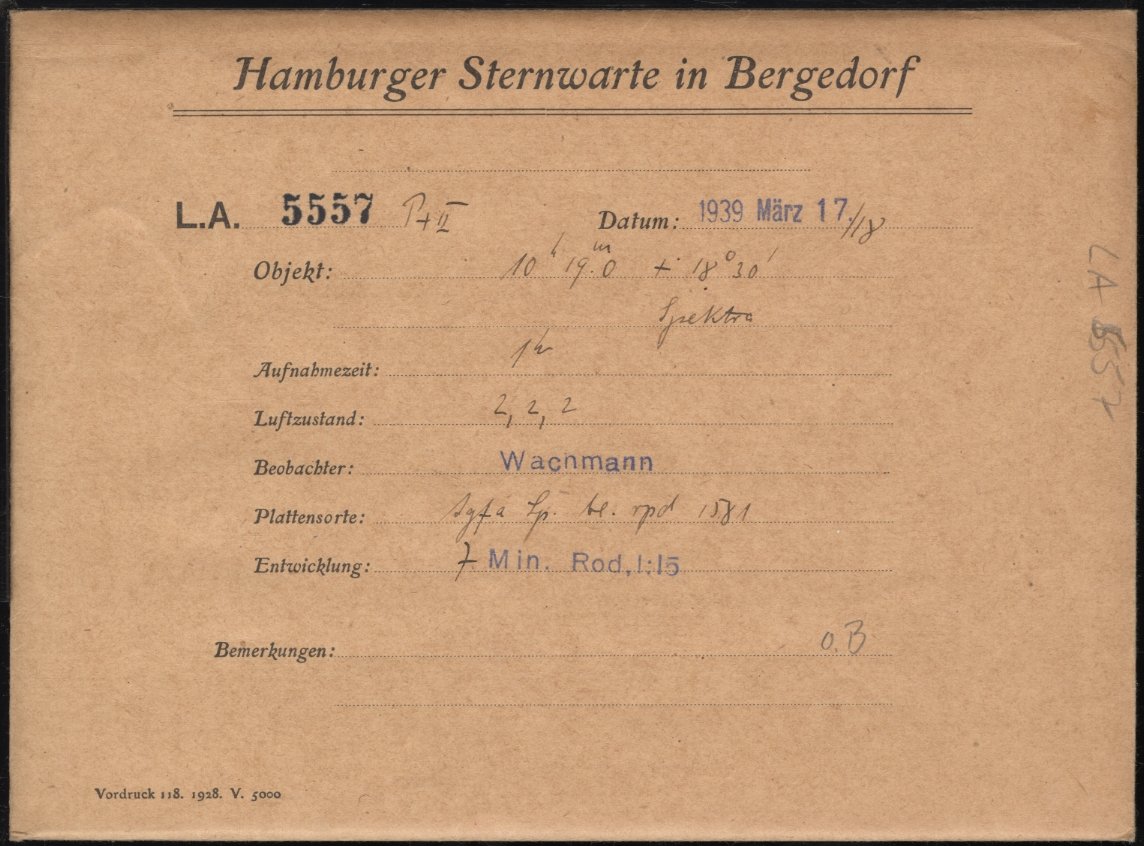 Hamburger Sternwarte in Bergedorf
L.A. 5557 P+II Datum: 1939 März 17./18
Objekt: 10ʰ 19ᵐ.0 + 18° 30'
Spektra
Aufnahmezeit: 1ʰ
Luftzustand: 2, 2, 2
Beobachter: Wachmann
Plattensorte: Agfa Sp. bl. rpd 1581
Entwicklung: 7 Min. Rod, 1:15
Bemerkungen: o.B
Vordruck 118. 1928. V. 5000
LA 5557